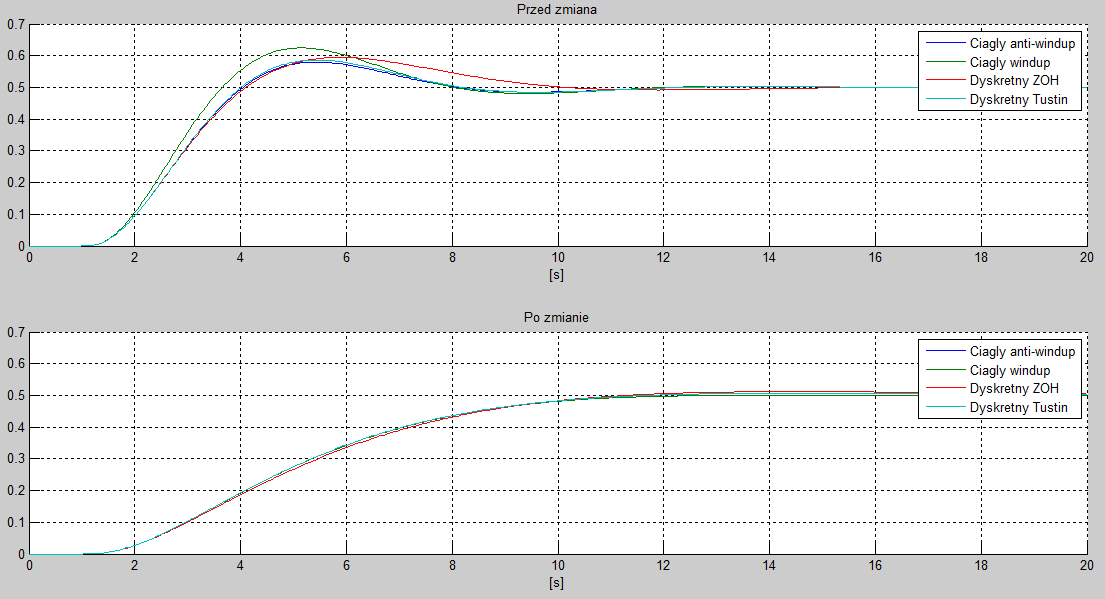 Przed zmiana
0.7
0.6
0.5
0.4
0.3
0.2
0.1
0
0 2 4 6 8 10 12 14 16 18 20
[s]
Ciagly anti-windup
Ciagly windup
Dyskretny ZOH
Dyskretny Tustin
Po zmianie
0.7
0.6
0.5
0.4
0.3
0.2
0.1
0
0 2 4 6 8 10 12 14 16 18 20
[s]
Ciagly anti-windup
Ciagly windup
Dyskretny ZOH
Dyskretny Tustin